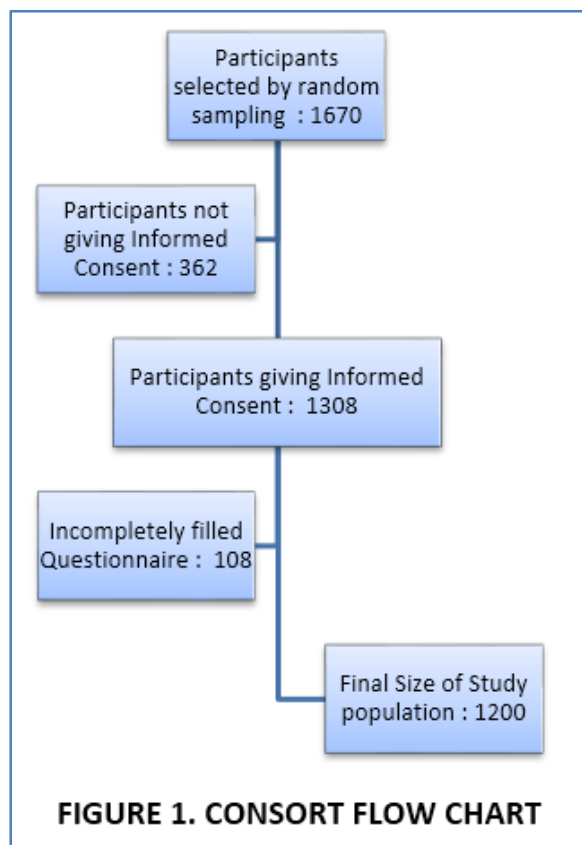 Participants
selected by random
sampling : 1670
Participants not
giving Informed
Consent : 362
Participants giving Informed
Consent : 1308
Incompletely filled
Questionnaire : 108
Final Size of Study
population : 1200
FIGURE 1. CONSORT FLOW CHART